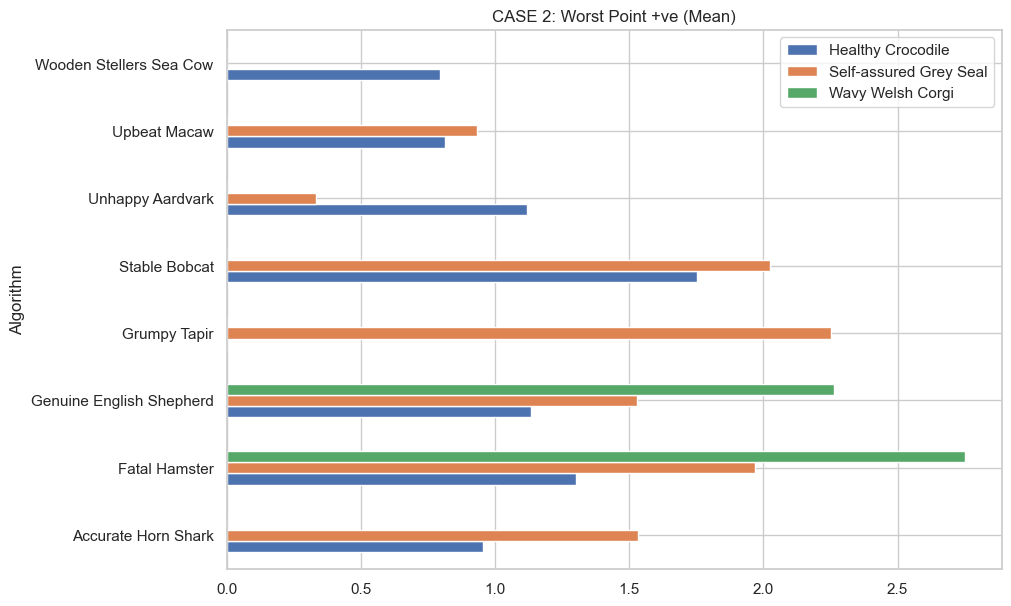 CASE 2: Worst Point +ve (Mean)
Healthy Crocodile
Self-assured Grey Seal
Wavy Welsh Corgi
Algorithm
Wooden Stellers Sea Cow
Upbeat Macaw
Unhappy Aardvark
Stable Bobcat
Grumpy Tapir
Genuine English Shepherd
Fatal Hamster
Accurate Horn Shark
0.0 0.5 1.0 1.5 2.0 2.5